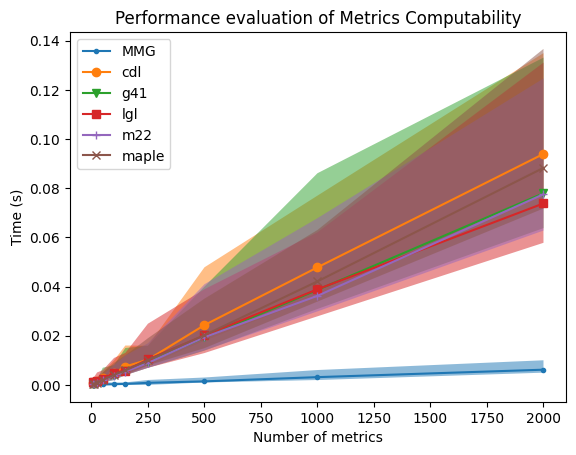 Performance evaluation of Metrics Computability
MMG
cdl
g41
lgl
m22
maple
Time (s)
0.14
0.12
0.10
0.08
0.06
0.04
0.02
0.00
0 250 500 750 1000 1250 1500 1750 2000
Number of metrics